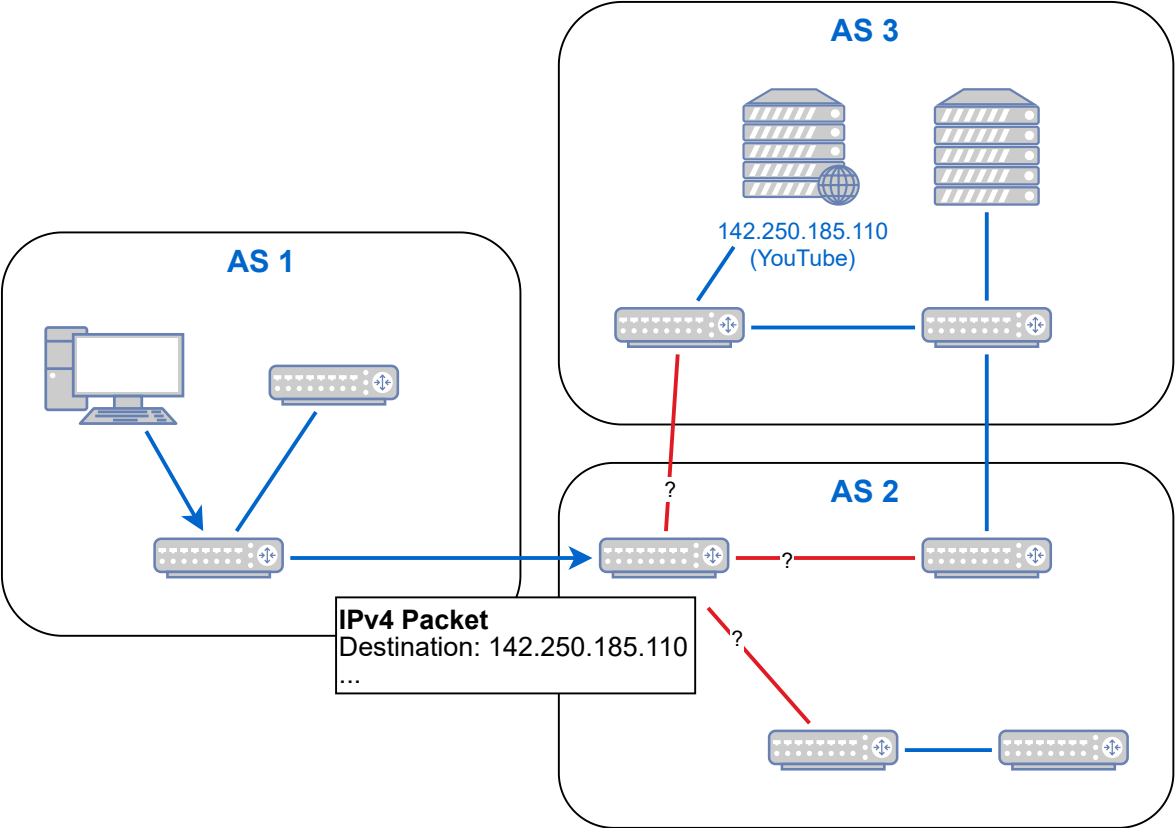 AS 3
142.250.185.110
(YouTube)
AS 1
AS 2
?
?
?
IPv4 Packet
Destination: 142.250.185.110
...